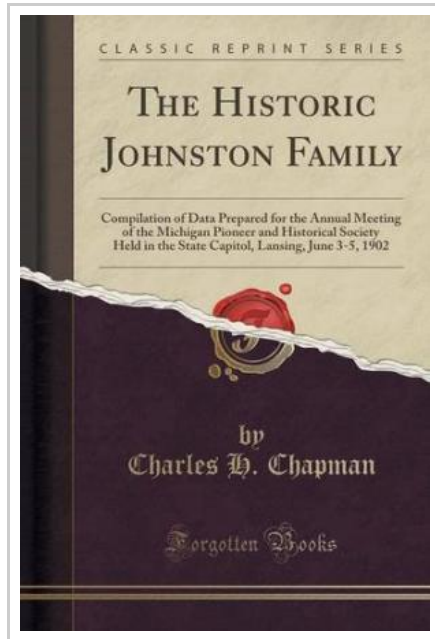 CLASSIC REPRINT SERIES
THE HISTORIC
JOHNSTON FAMILY
Compilation of Data Prepared for the Annual Meeting
of the Michigan Pioneer and Historical Society
Held in the State Capitol, Lansing, June 3-5, 1902
by
Charles H. Chapman
Forgotten Books